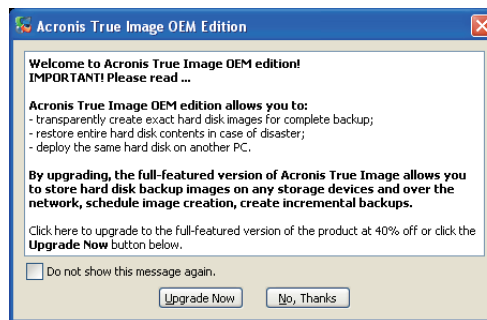 Acronis True Image OEM Edition
Welcome to Acronis True Image OEM edition!
IMPORTANT! Please read ...
Acronis True Image OEM edition allows you to:
- transparently create exact hard disk images for complete backup;
- restore entire hard disk contents in case of disaster;
- deploy the same hard disk on another PC.
By upgrading, the full-featured version of Acronis True Image allows you
to store hard disk backup images on any storage devices and over the
network, schedule image creation, create incremental backups.
Click here to upgrade to the full-featured version of the product at 40% off or click the
Upgrade Now button below.
Do not show this message again.
Upgrade Now
No, Thanks